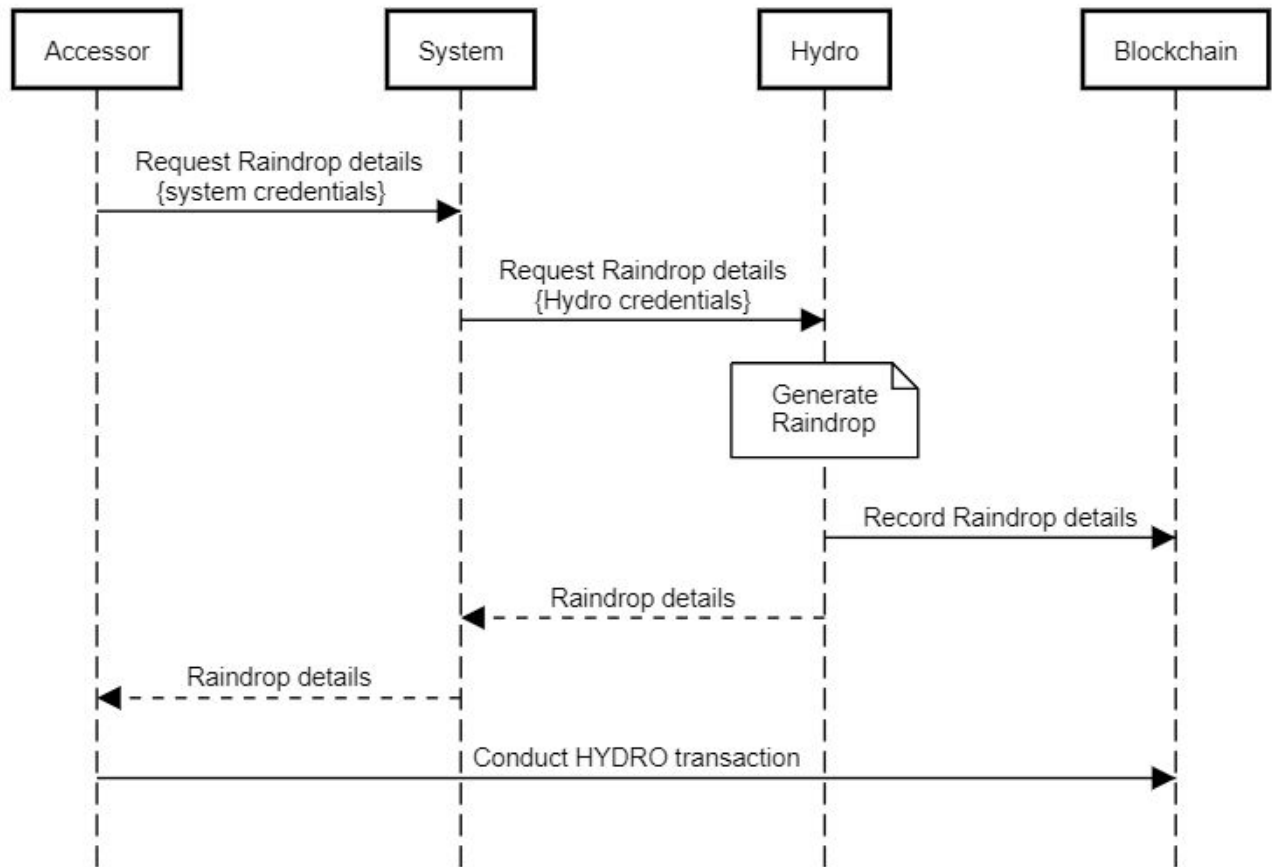 Accessor
System
Hydro
Blockchain
Request Raindrop details
{system credentials}
Request Raindrop details
{Hydro credentials}
Generate
Raindrop
Record Raindrop details
Raindrop details
Raindrop details
Conduct HYDRO transaction